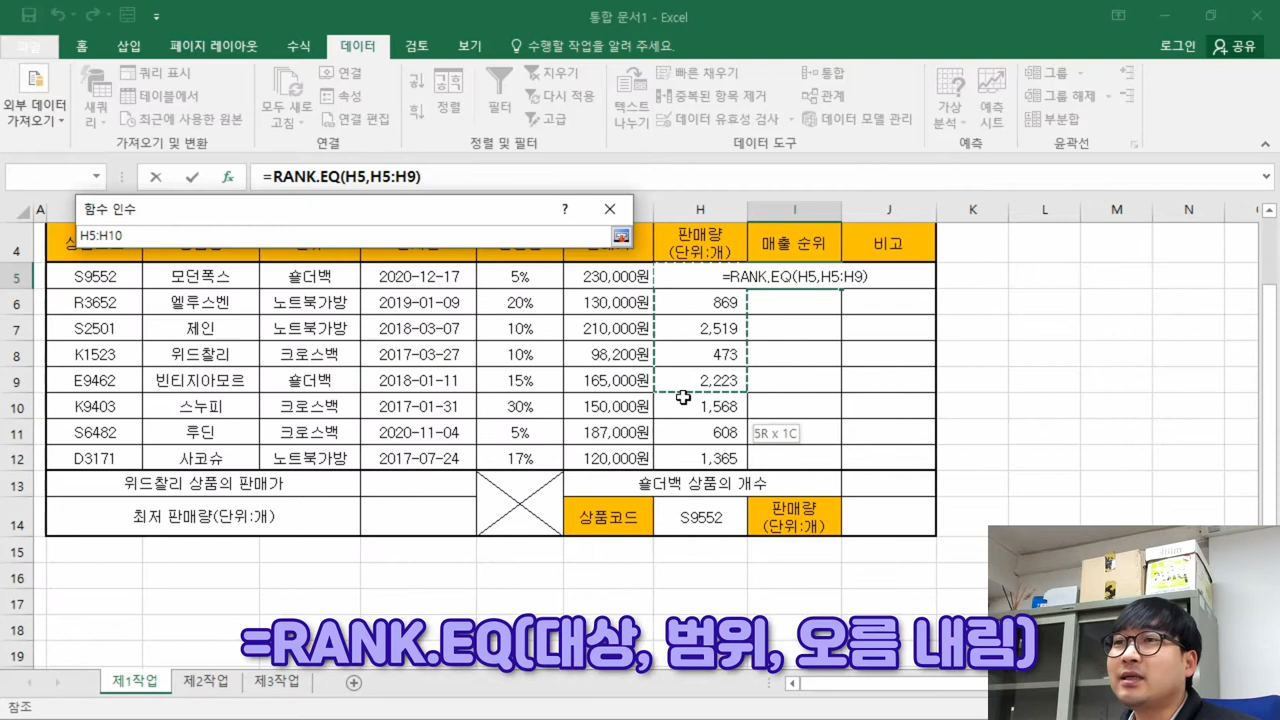 통합 문서1 - Excel
홈 삽입 페이지 레이아웃 수식 데이터 검토 보기 수행할 작업을 알려 주세요. 로그인 공유
외부 데이터 가져오기
새쿼리
쿼리 표시
테이블에서
최근에 사용한 원본
모두 새로 고침
연결
속성
연결 편집
정렬
필터
지우기
다시 적용
고급
텍스트 나누기
빠른 채우기
중복된 항목 제거
데이터 유효성 검사
통합
관계
데이터 모델 관리
가상 분석
예측 시트
그룹
그룹 해제
부분합
가져오기 및 변환 연결 정렬 및 필터 데이터 도구 예측 윤곽선
fx =RANK.EQ(H5,H5:H9)
함수 인수 ?
H5:H10
A H I J K L M N
4 판매량 (단위:개) 매출 순위 비고
5 S9552 모던폭스 숄더백 2020-12-17 5% 230,000원 =RANK.EQ(H5,H5:H9)
6 R3652 엘루스벤 노트북가방 2019-01-09 20% 130,000원 869
7 S2501 제인 노트북가방 2018-03-07 10% 210,000원 2,519
8 K1523 위드찰리 크로스백 2017-03-27 10% 98,200원 473
9 E9462 빈티지아모르 숄더백 2018-01-11 15% 165,000원 2,223
10 K9403 스누피 크로스백 2017-01-31 30% 150,000원 1,568
11 S6482 루딘 크로스백 2020-11-04 5% 187,000원 608 5R x 1C
12 D3171 사코슈 노트북가방 2017-07-24 17% 120,000원 1,365
13 위드찰리 상품의 판매가 숄더백 상품의 개수
14 최저 판매량(단위:개) 상품코드 S9552 판매량 (단위:개)
15
16
17
18
19
=RANK.EQ(대상, 범위, 오름 내림)
제1작업 제2작업 제3작업
참조